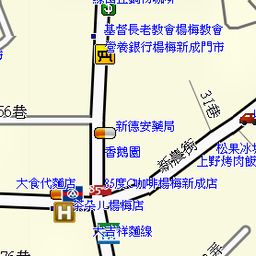 基督長老教會楊梅教會
富養銀行楊梅新成門市
31巷
56巷
新德安藥局
香鵝園
新農街
松果冰
上野烤肉飯
大食代麵店
85度C咖啡楊梅新成店
茶朵儿楊梅店
H
大吉祥麵線
76巷